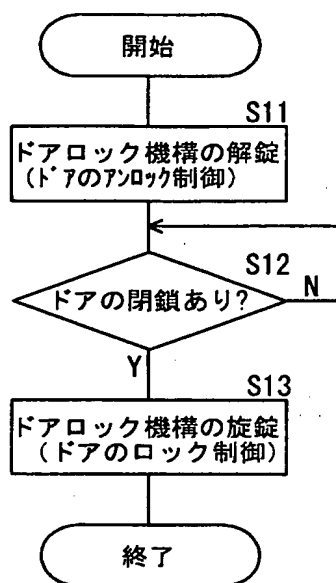 開始
S11
ドアロック機構の解錠
(ﾄﾞｱのｱﾝﾛｯｸ制御)
S12
ドアの閉鎖あり?
N
Y
S13
ドアロック機構の旋錠
(ドアのロック制御)
終了